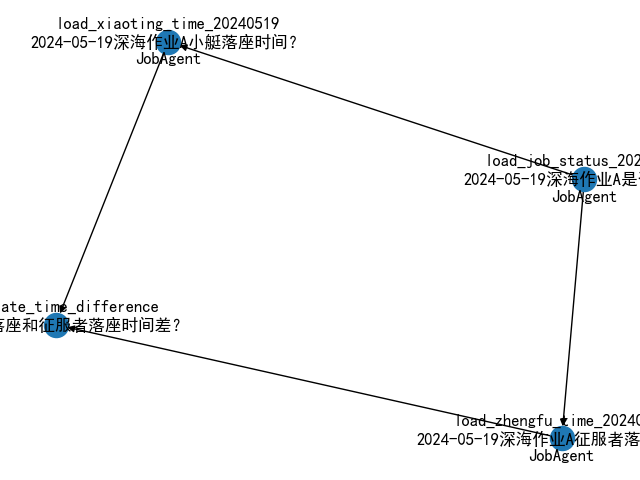 load_xiaoting_time_20240519
2024-05-19深海作业A小艇落座时间？
JobAgent
load_job_status_202
2024-05-19深海作业A是
JobAgent
ate_time_difference
落座和征服者落座时间差？
load_zhengfu_time_2024
2024-05-19深海作业A征服者落
JobAgent